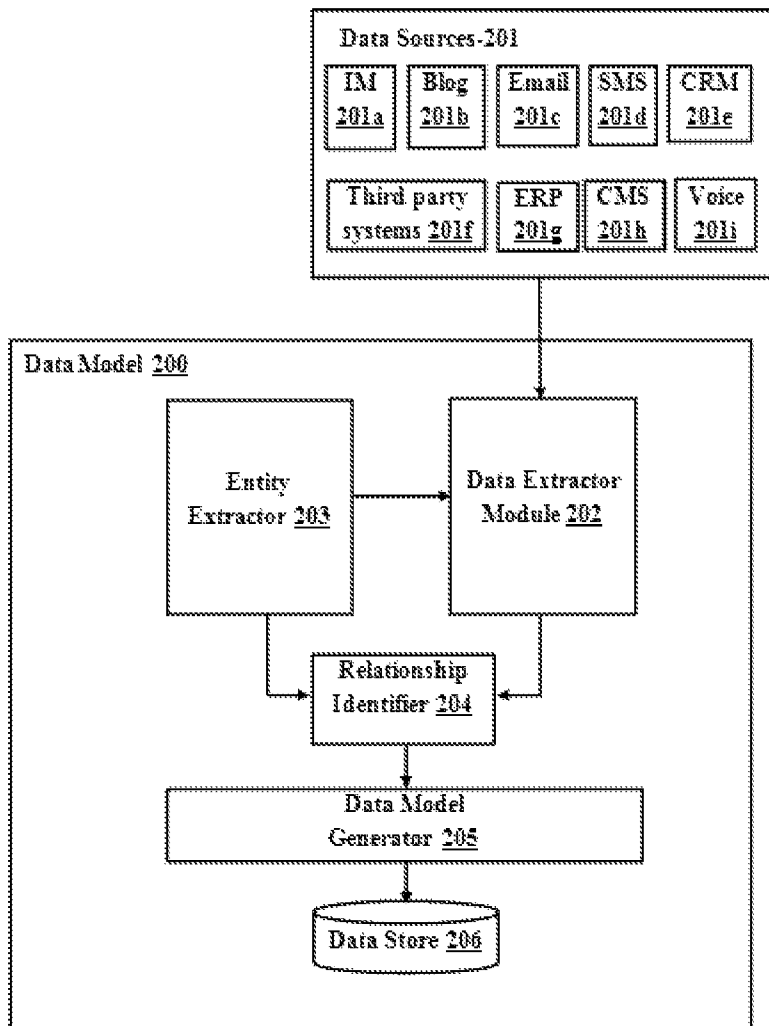 Data Sources-201
IM
201a
Blog
201b
Email
201c
SMS
201d
CRM
201e
Third party
systems 201f
ERP
201g
CMS
201h
Voice
201i
Data Model 200
Entity
Extractor 203
Data Extractor
Module 202
Relationship
Identifier 204
Data Model
Generator 205
Data Store 206